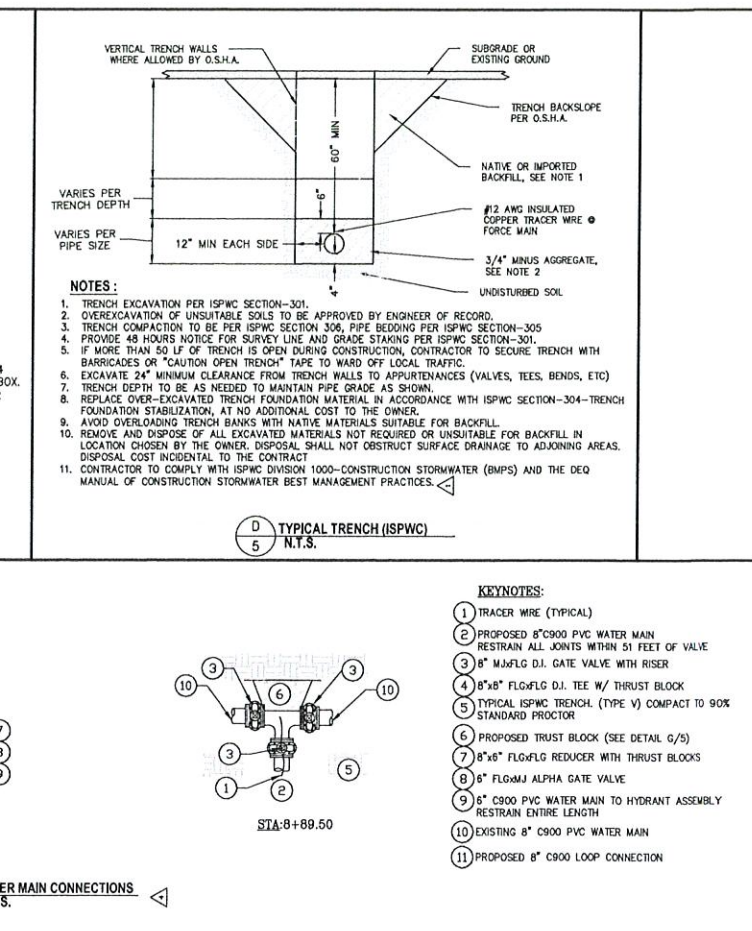 VERTICAL TRENCH WALLS
WHERE ALLOWED BY O.S.H.A.
SUBGRADE OR
EXISTING GROUND
TRENCH BACKSLOPE
PER O.S.H.A.
60" MIN
NATIVE OR IMPORTED
BACKFILL, SEE NOTE 1
VARIES PER
TRENCH DEPTH
6"
#12 AWG INSULATED
COPPER TRACER WIRE @
FORCE MAIN
VARIES PER
PIPE SIZE
12" MIN EACH SIDE
3/4" MINUS AGGREGATE,
SEE NOTE 2
4"
UNDISTURBED SOIL
NOTES:
1. TRENCH EXCAVATION PER ISPWC SECTION-301.
2. OVEREXCAVATION OF UNSUITABLE SOILS TO BE APPROVED BY ENGINEER OF RECORD.
3. TRENCH COMPACTION TO BE PER ISPWC SECTION 306, PIPE BEDDING PER ISPWC SECTION-305
4. PROVIDE 48 HOURS NOTICE FOR SURVEY LINE AND GRADE STAKING PER ISPWC SECTION-301.
5. IF MORE THAN 50 LF OF TRENCH IS OPEN DURING CONSTRUCTION, CONTRACTOR TO SECURE TRENCH WITH
BARRICADES OR "CAUTION OPEN TRENCH" TAPE TO WARD OFF LOCAL TRAFFIC.
6. EXCAVATE 24" MINIMUM CLEARANCE FROM TRENCH WALLS TO APPURTENANCES (VALVES, TEES, BENDS, ETC)
7. TRENCH DEPTH TO BE AS NEEDED TO MAINTAIN PIPE GRADE AS SHOWN.
8. REPLACE OVER-EXCAVATED TRENCH FOUNDATION MATERIAL IN ACCORDANCE WITH ISPWC SECTION-304-TRENCH
FOUNDATION STABILIZATION, AT NO ADDITIONAL COST TO THE OWNER.
9. AVOID OVERLOADING TRENCH BANKS WITH NATIVE MATERIALS SUITABLE FOR BACKFILL.
10. REMOVE AND DISPOSE OF ALL EXCAVATED MATERIALS NOT REQUIRED OR UNSUITABLE FOR BACKFILL IN
LOCATION CHOSEN BY THE OWNER. DISPOSAL SHALL NOT OBSTRUCT SURFACE DRAINAGE TO ADJOINING AREAS.
DISPOSAL COST INCIDENTAL TO THE CONTRACT
11. CONTRACTOR TO COMPLY WITH ISPWC DIVISION 1000-CONSTRUCTION STORMWATER (BMPS) AND THE DEQ
MANUAL OF CONSTRUCTION STORMWATER BEST MANAGEMENT PRACTICES.
BOX.
D
5
TYPICAL TRENCH (ISPWC)
N.T.S.
3
3
10
6
10
3
1
2
5
STA:8+89.50
ER MAIN CONNECTIONS
S.
KEYNOTES:
1 TRACER WIRE (TYPICAL)
2 PROPOSED 8"C900 PVC WATER MAIN
RESTRAIN ALL JOINTS WITHIN 51 FEET OF VALVE
3 8" MJxFLG D.I. GATE VALVE WITH RISER
4 8"x8" FLGxFLG D.I. TEE W/ THRUST BLOCK
5 TYPICAL ISPWC TRENCH. (TYPE V) COMPACT TO 90%
STANDARD PROCTOR
6 PROPOSED TRUST BLOCK (SEE DETAIL G/5)
7 8"x6" FLGxFLG REDUCER WITH THRUST BLOCKS
8 6" FLGxMJ ALPHA GATE VALVE
9 6" C900 PVC WATER MAIN TO HYDRANT ASSEMBLY
RESTRAIN ENTIRE LENGTH
10 EXISTING 8" C900 PVC WATER MAIN
11 PROPOSED 8" C900 LOOP CONNECTION